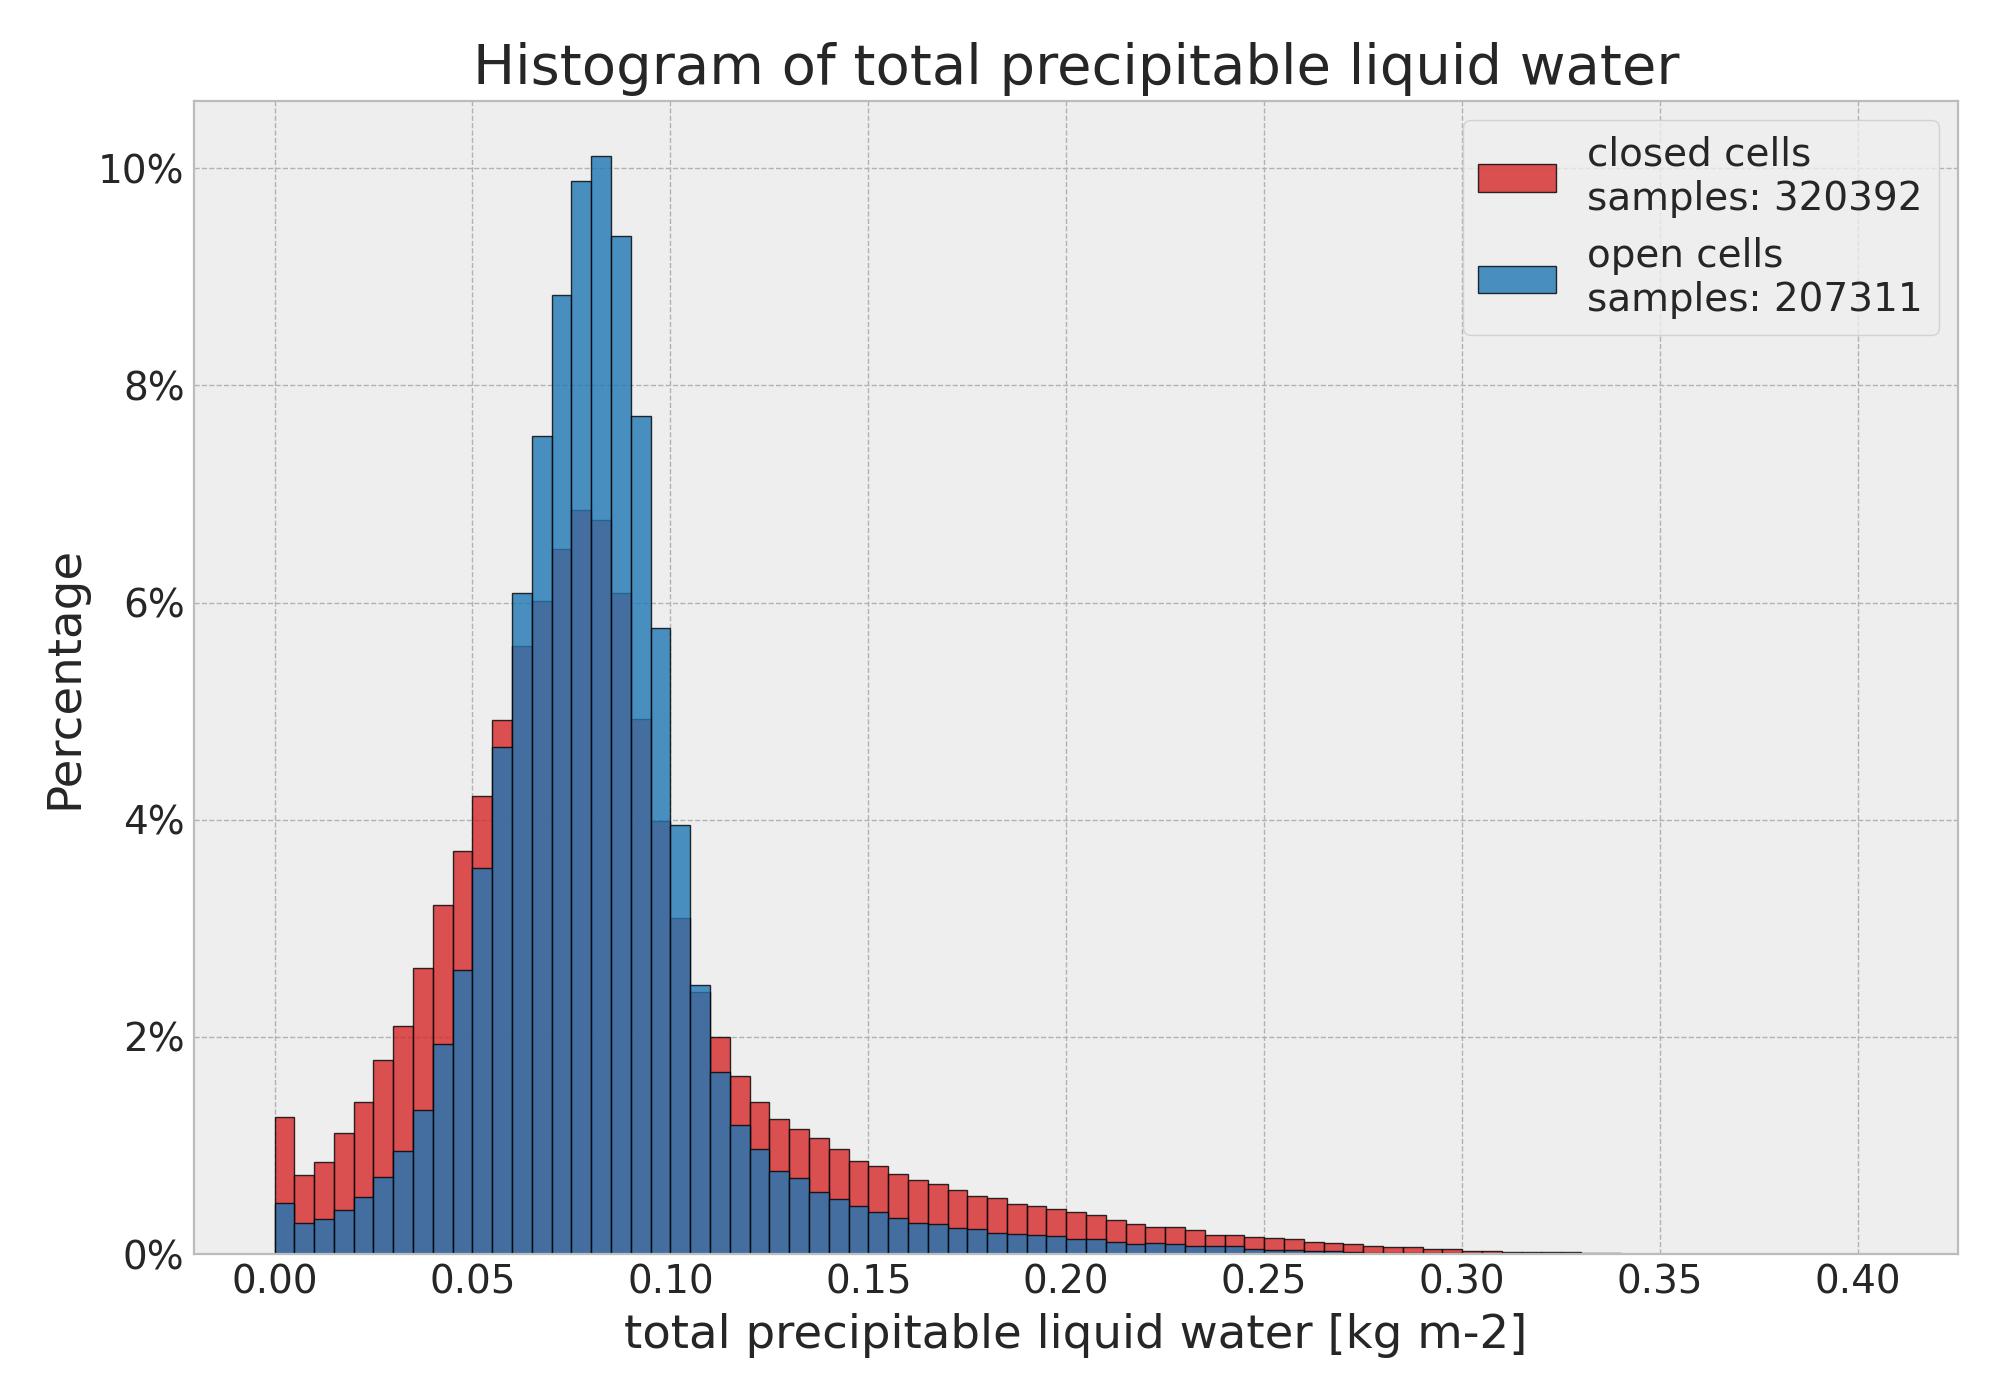 Histogram of total precipitable liquid water
closed cells
samples: 320392
open cells
samples: 207311
Percentage
10%
8%
6%
4%
2%
0%
0.00 0.05 0.10 0.15 0.20 0.25 0.30 0.35 0.40
total precipitable liquid water [kg m-2]